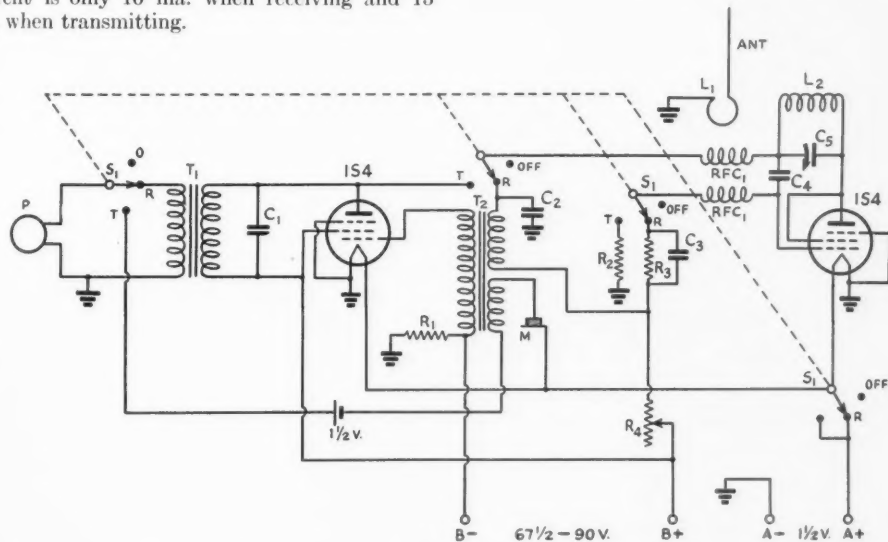 ent is only 10 ma. when receiving and 15
when transmitting.
ANT
L1
L2
C5
C4
RFC1
RFC1
1S4
S1
O
T1
R
T
P
C1
1S4
T
OFF
R
T2
C2
S1
OFF
T
R
R2
R3
C3
R1
M
S1
OFF
R
1½ V.
R4
B−
67½ – 90 V.
B+
A−
1½ V.
A+